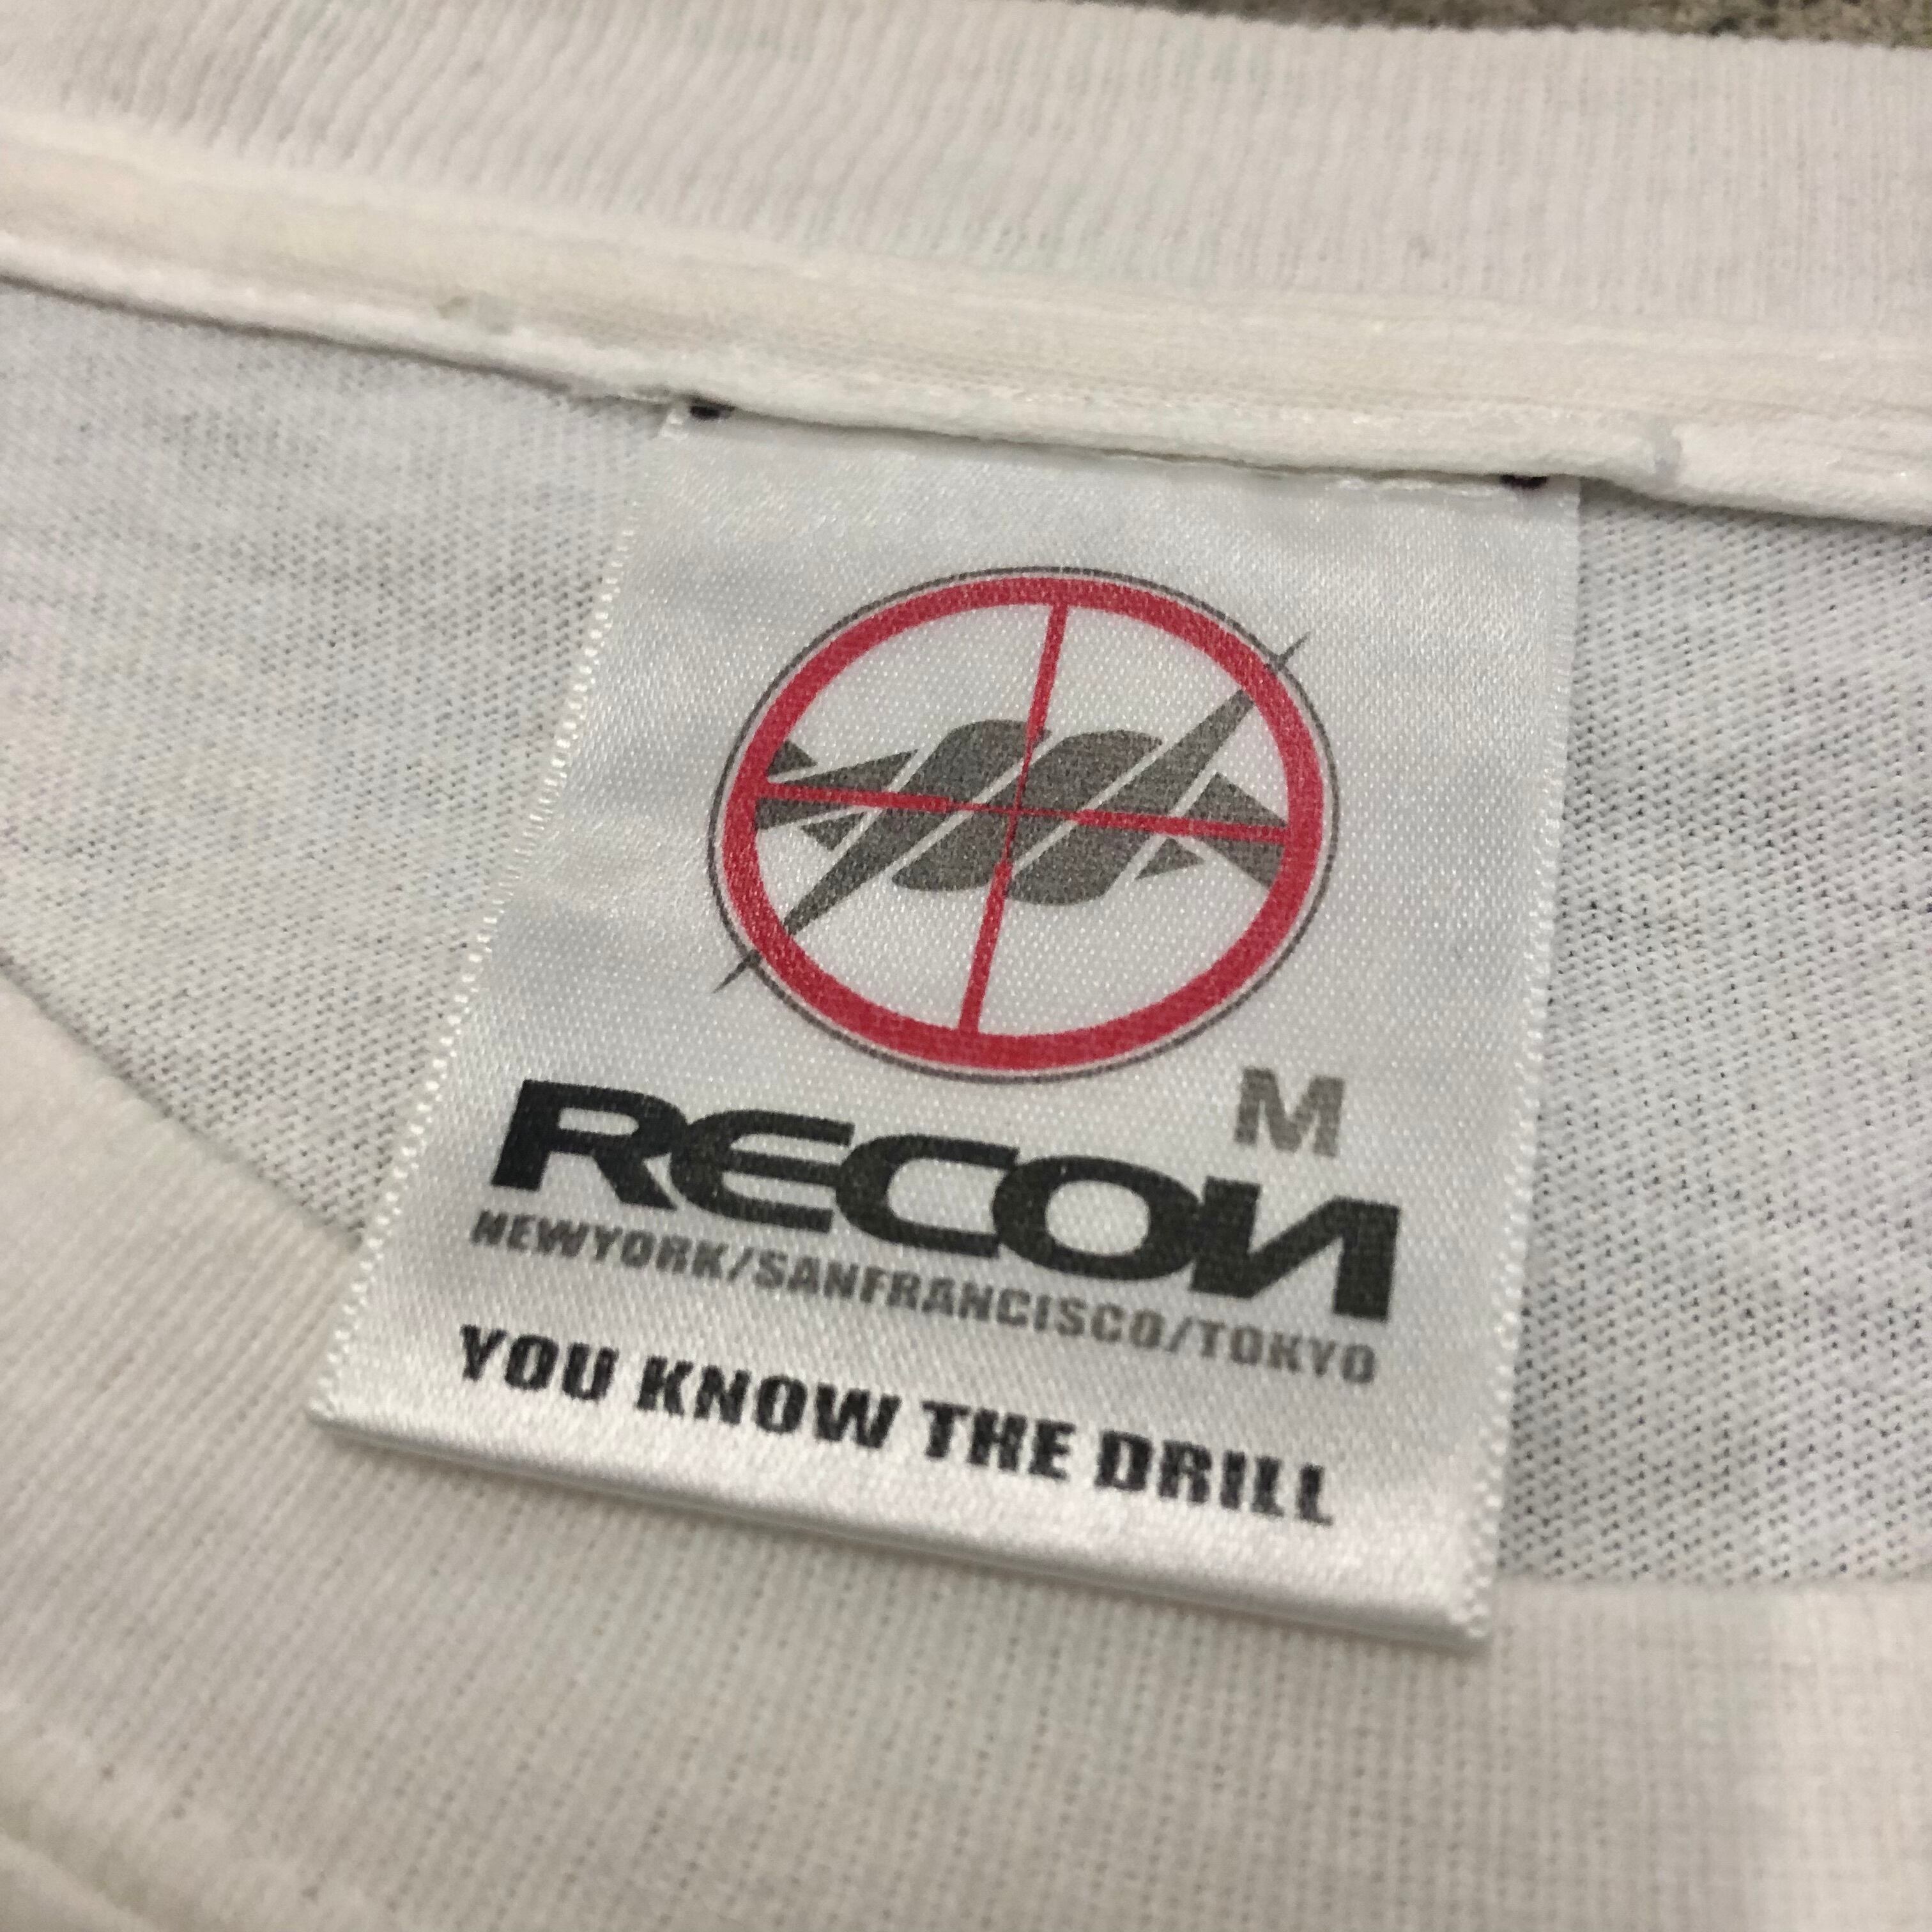 M
RECON
NEWYORK/SANFRANCISCO/TOKYO
YOU KNOW THE DRILL